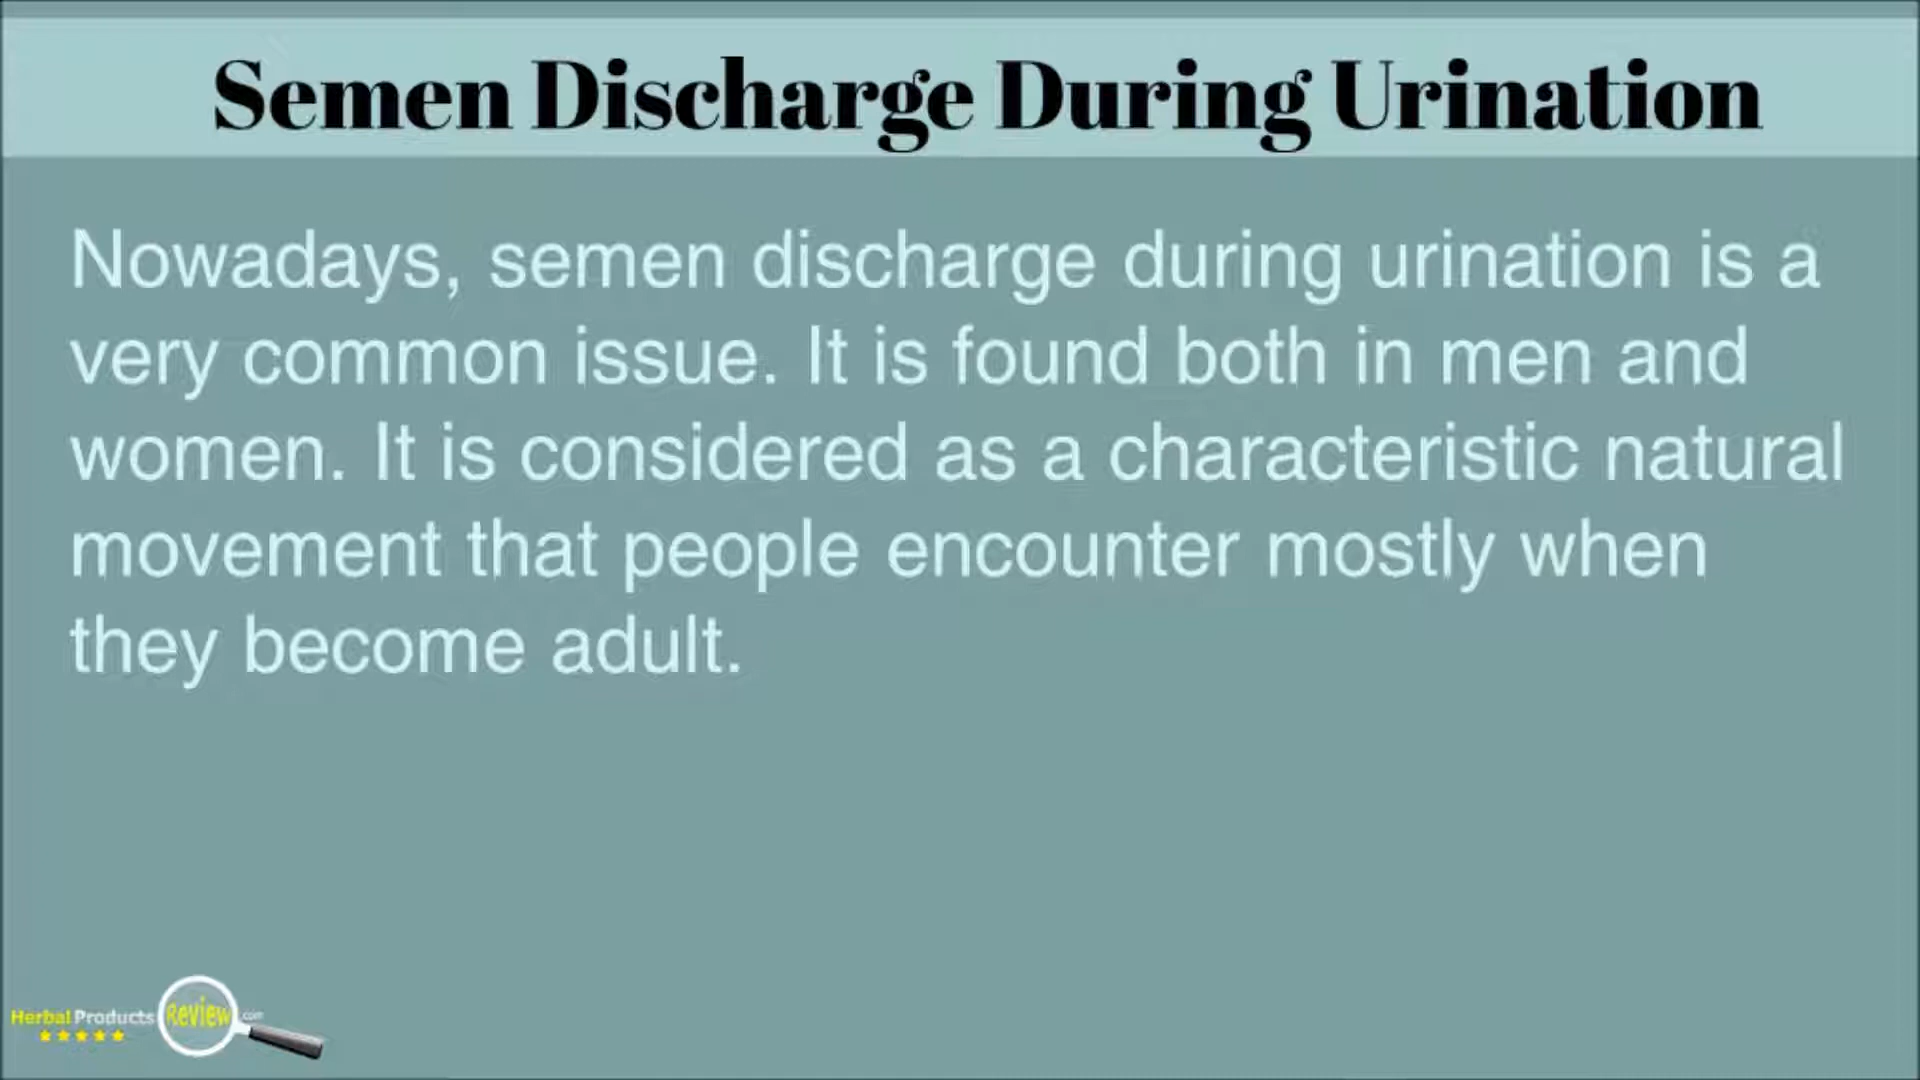 Semen Discharge During Urination
Nowadays, semen discharge during urination is a
very common issue. It is found both in men and
women. It is considered as a characteristic natural
movement that people encounter mostly when
they become adult.
Herbal Products Review.com